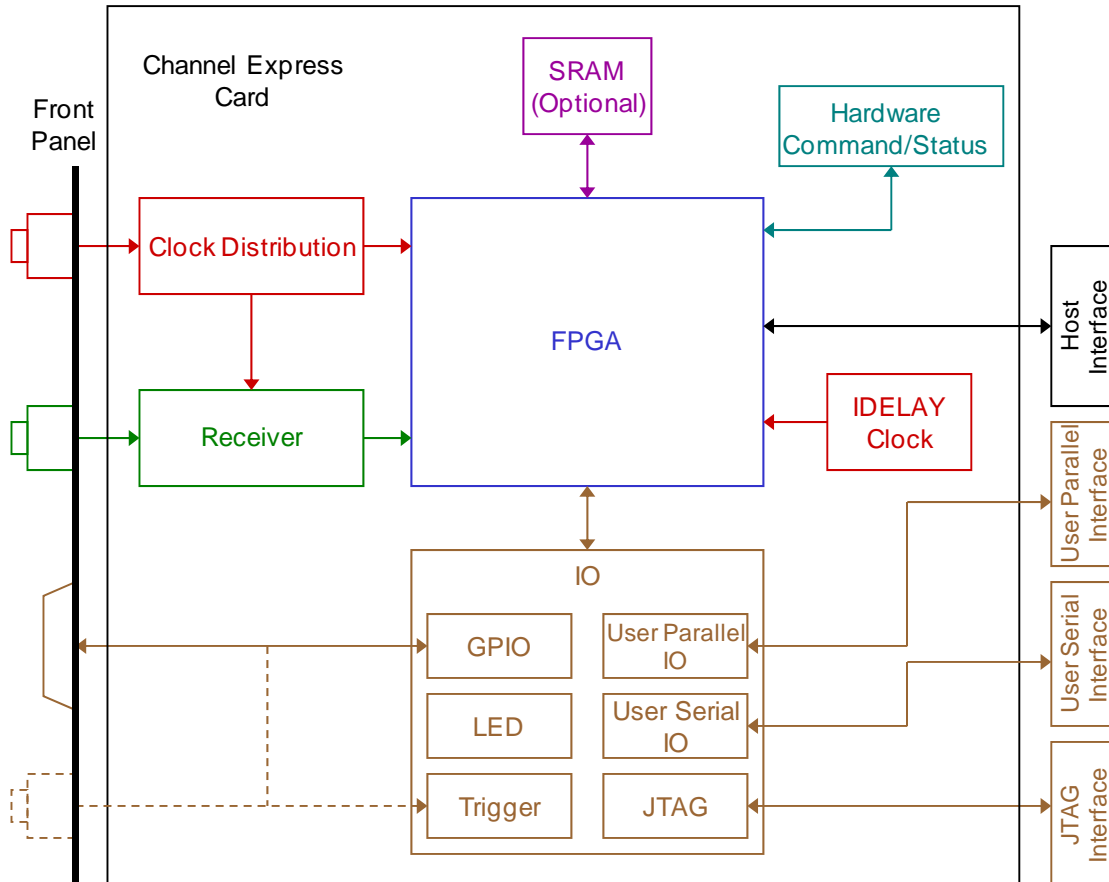 Channel Express
Card
Front
Panel
SRAM
(Optional)
Hardware
Command/Status
Clock Distribution
FPGA
Host
Interface
Receiver
IDELAY
Clock
User Parallel
Interface
IO
GPIO
User Parallel
IO
User Serial
Interface
LED
User Serial
IO
Trigger
JTAG
JTAG
Interface